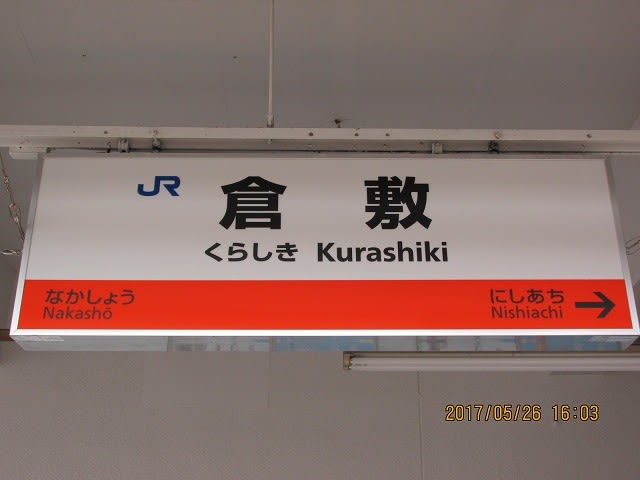 JR 倉敷
くらしき Kurashiki
なかしょう にしあち
Nakashō Nishiachi
2017/05/26 16:03